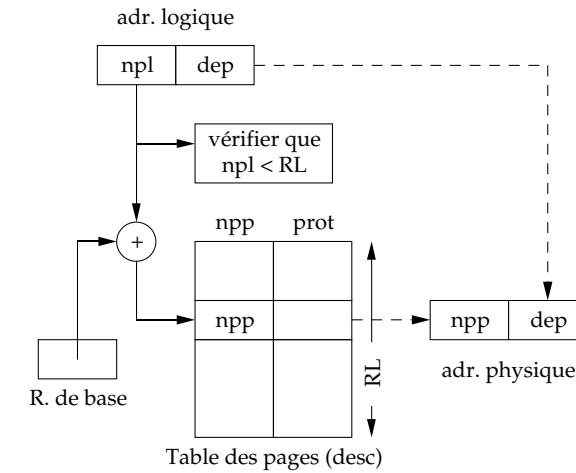 adr. logique
npl dep
vérifier que
npl < RL
npp prot
+
npp
npp dep
RL
adr. physique
R. de base
Table des pages (desc)